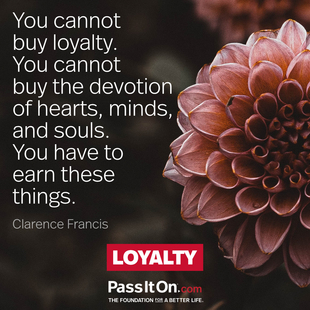 You cannot
buy loyalty.
You cannot
buy the devotion
of hearts, minds,
and souls.
You have to
earn these
things.
Clarence Francis
LOYALTY
PassItOn.com
THE FOUNDATION FOR A BETTER LIFE.